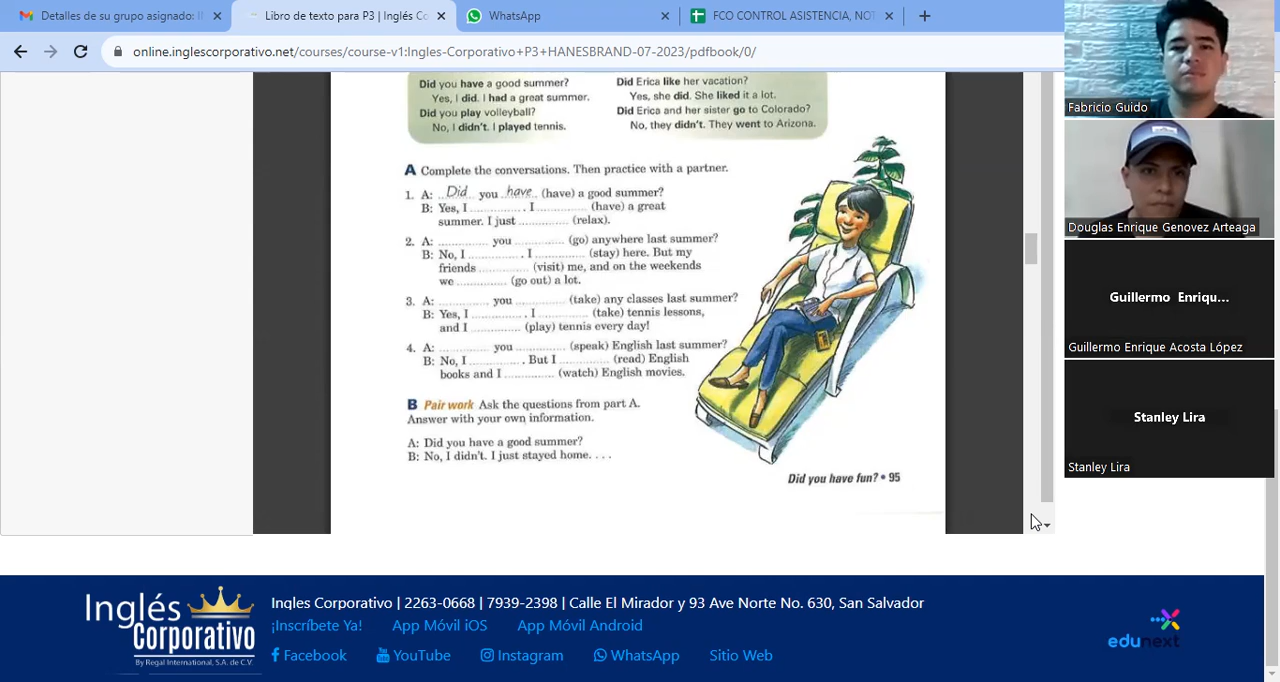 Detalles de su grupo asignado: I
Libro de texto para P3 | Inglés C
WhatsApp
FCO CONTROL ASISTENCIA, NOT
online.inglescorporativo.net/courses/course-v1:Ingles-Corporativo+P3+HANESBRAND-07-2023/pdfbook/0/
Did you have a good summer?
Yes, I did. I had a great summer.
Did you play volleyball?
No, I didn't. I played tennis.
Did Erica like her vacation?
Yes, she did. She liked it a lot.
Did Erica and her sister go to Colorado?
No, they didn't. They went to Arizona.
A Complete the conversations. Then practice with a partner.
1. A: Did you have (have) a good summer?
B: Yes, I ............ . I ............ (have) a great
summer. I just ............ (relax).
2. A: ............ you ............ (go) anywhere last summer?
B: No, I ............ . I ............ (stay) here. But my
friends ............ (visit) me, and on the weekends
we ............ (go out) a lot.
3. A: ............ you ............ (take) any classes last summer?
B: Yes, I ............ . I ............ (take) tennis lessons,
and I ............ (play) tennis every day!
4. A: ............ you ............ (speak) English last summer?
B: No, I ............ . But I ............ (read) English
books and I ............ (watch) English movies.
B Pair work Ask the questions from part A.
Answer with your own information.
A: Did you have a good summer?
B: No, I didn't. I just stayed home. . . .
Did you have fun? • 95
Fabricio Guido
Douglas Enrique Genovez Arteaga
Guillermo Enriqu...
Guillermo Enrique Acosta López
Stanley Lira
Stanley Lira
Inglés
Corporativo
By Regal International, S.A. de C.V.
Ingles Corporativo | 2263-0668 | 7939-2398 | Calle El Mirador y 93 Ave Norte No. 630, San Salvador
¡Inscríbete Ya! App Móvil iOS App Móvil Android
Facebook YouTube Instagram WhatsApp Sitio Web
edunext